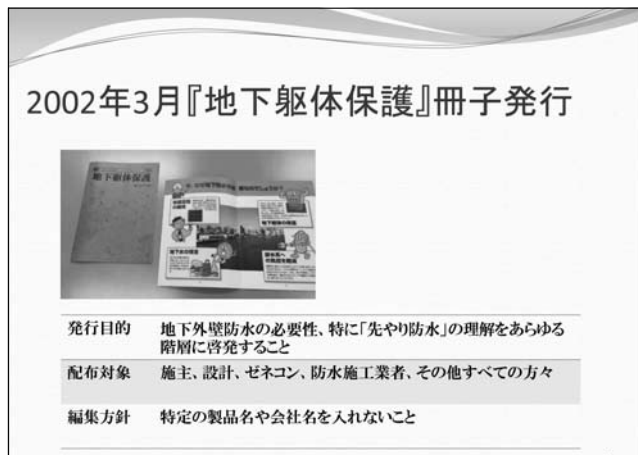 2002年3月『地下躯体保護』冊子発行
地下躯体保護
発行目的 地下外壁防水の必要性、特に「先やり防水」の理解をあらゆる
階層に啓発すること
配布対象 施主、設計、ゼネコン、防水施工業者、その他すべての方々
編集方針 特定の製品名や会社名を入れないこと